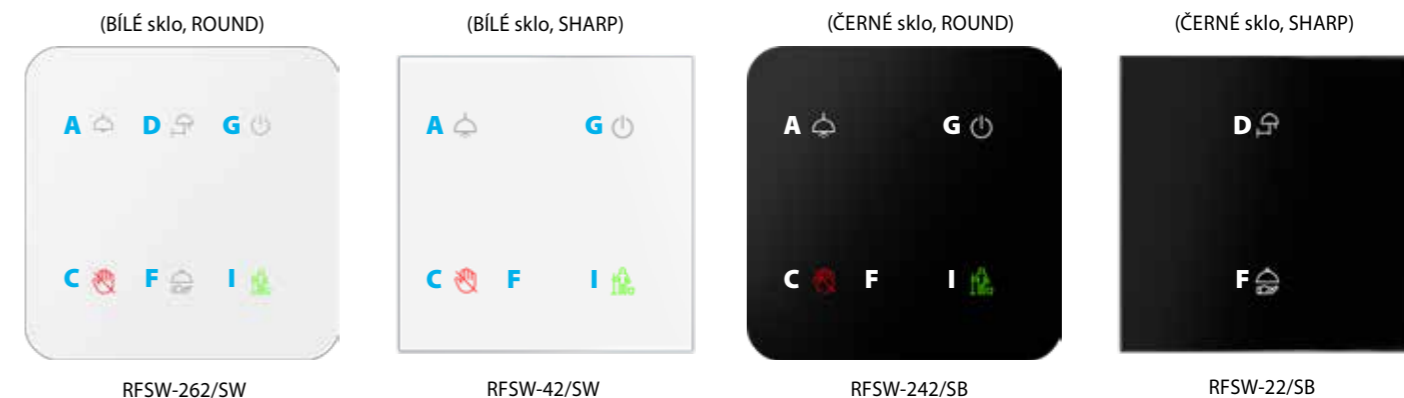 (BÍLÉ sklo, ROUND)
(BÍLÉ sklo, SHARP)
(ČERNÉ sklo, ROUND)
(ČERNÉ sklo, SHARP)
A D G
A G
A G
D
C F I
C F I
C F I
F
RFSW-262/SW
RFSW-42/SW
RFSW-242/SB
RFSW-22/SB